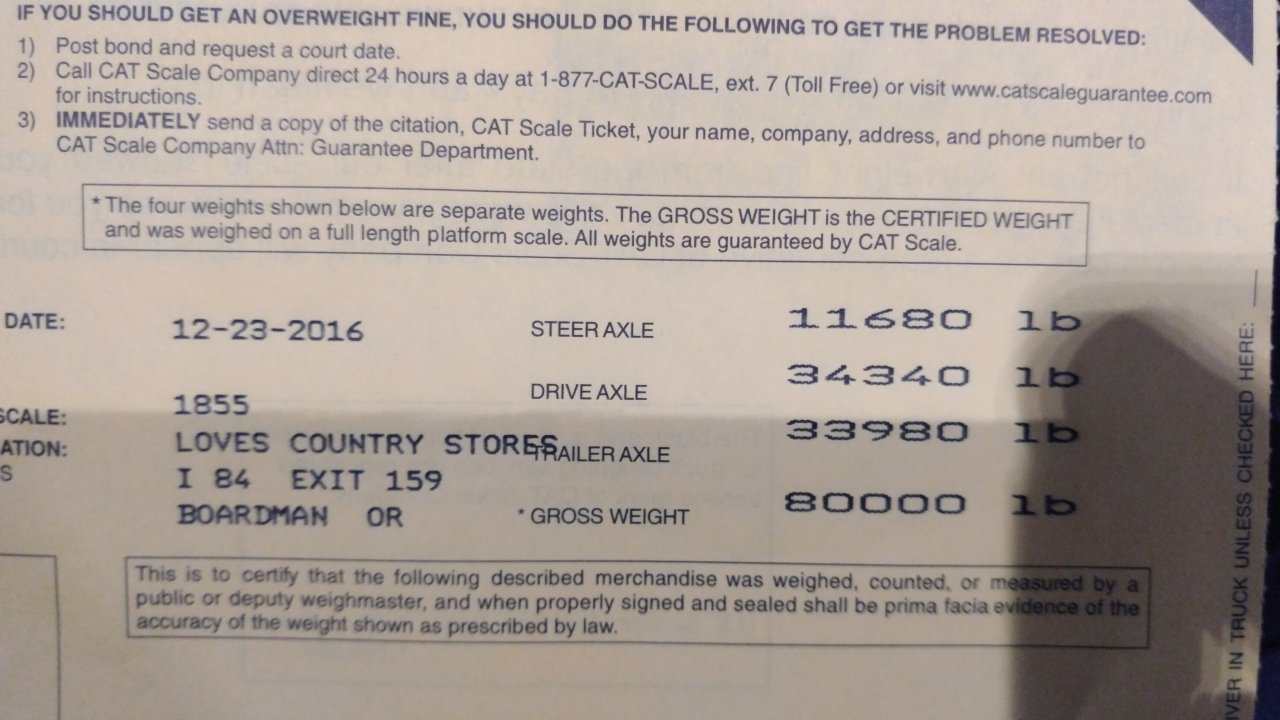 IF YOU SHOULD GET AN OVERWEIGHT FINE, YOU SHOULD DO THE FOLLOWING TO GET THE PROBLEM RESOLVED:
1) Post bond and request a court date.
2) Call CAT Scale Company direct 24 hours a day at 1-877-CAT-SCALE, ext. 7 (Toll Free) or visit www.catscaleguarantee.com
for instructions.
3) IMMEDIATELY send a copy of the citation, CAT Scale Ticket, your name, company, address, and phone number to
CAT Scale Company Attn: Guarantee Department.
* The four weights shown below are separate weights. The GROSS WEIGHT is the CERTIFIED WEIGHT
and was weighed on a full length platform scale. All weights are guaranteed by CAT Scale.
DATE: 12-23-2016 STEER AXLE 11680 lb
DRIVE AXLE 34340 lb
SCALE: 1855
ATION: LOVES COUNTRY STORES TRAILER AXLE 33980 lb
S I 84 EXIT 159
BOARDMAN OR * GROSS WEIGHT 80000 lb
This is to certify that the following described merchandise was weighed, counted, or measured by a
public or deputy weighmaster, and when properly signed and sealed shall be prima facia evidence of the
accuracy of the weight shown as prescribed by law.
VER IN TRUCK UNLESS CHECKED HERE: